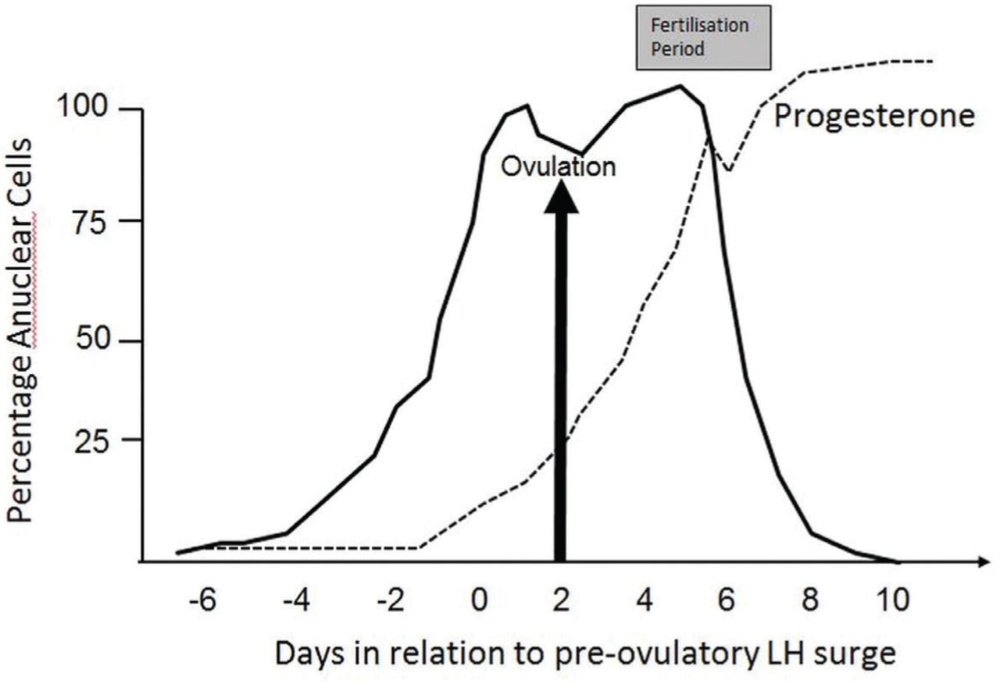 Fertilisation
Period
100
75
50
25
Percentage Anuclear Cells
Progesterone
Ovulation
-6 -4 -2 0 2 4 6 8 10
Days in relation to pre-ovulatory LH surge